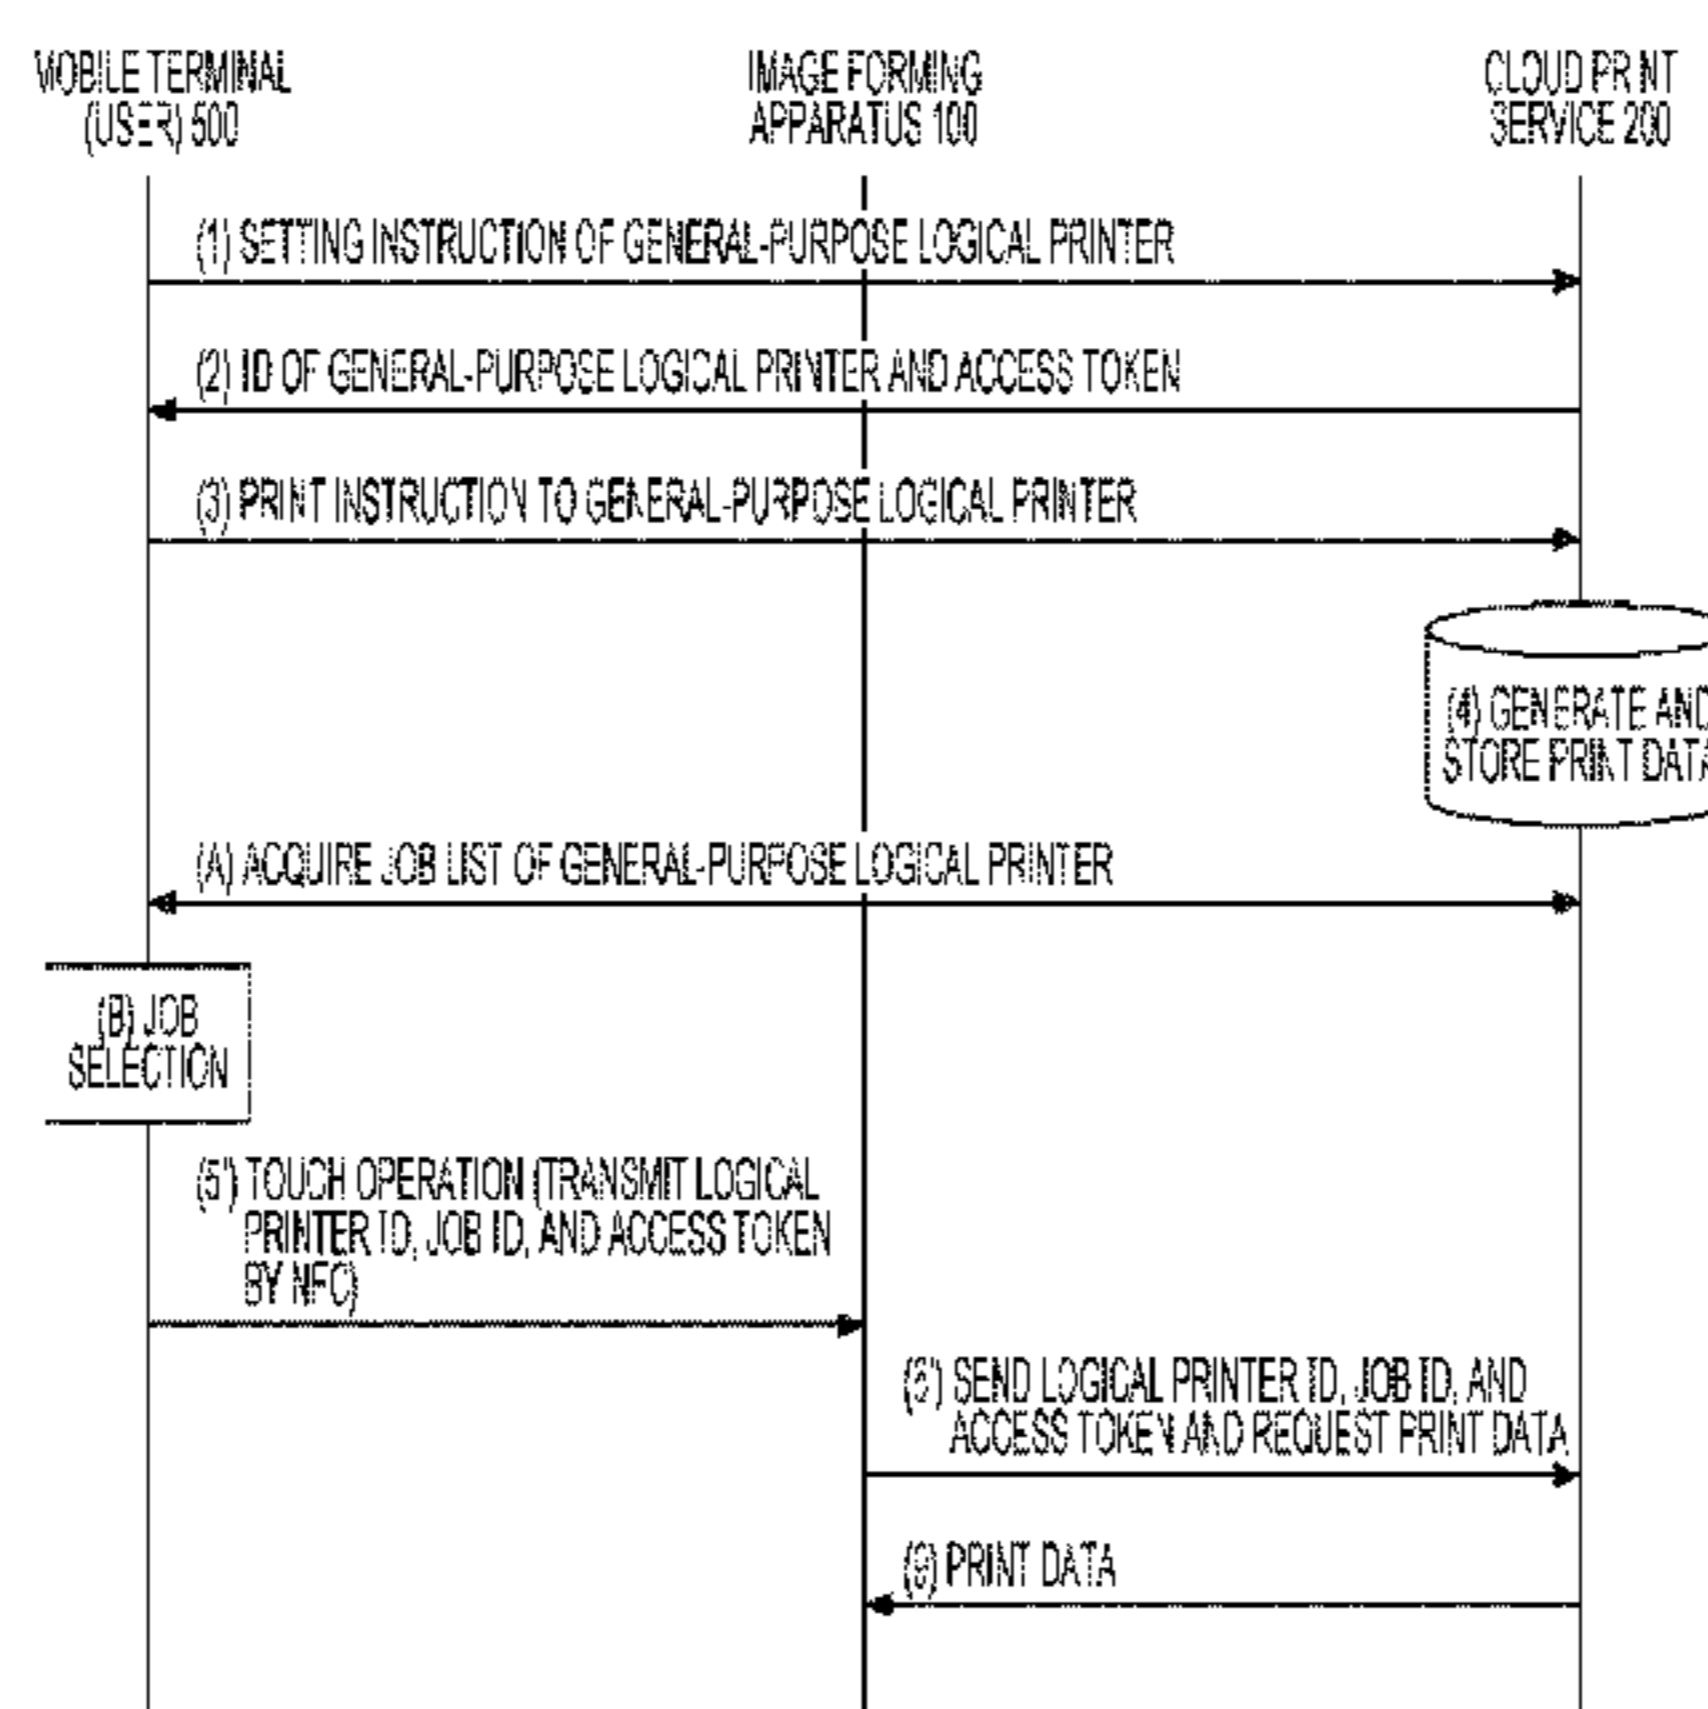 MOBILE TERMINAL
(USER) 500
IMAGE FORMING
APPARATUS 100
CLOUD PRINT
SERVICE 200
(1) SETTING INSTRUCTION OF GENERAL-PURPOSE LOGICAL PRINTER
(2) ID OF GENERAL-PURPOSE LOGICAL PRINTER AND ACCESS TOKEN
(3) PRINT INSTRUCTION TO GENERAL-PURPOSE LOGICAL PRINTER
(4) GENERATE AND
STORE PRINT DATA
(A) ACQUIRE JOB LIST OF GENERAL-PURPOSE LOGICAL PRINTER
(B) JOB
SELECTION
(5') TOUCH OPERATION (TRANSMIT LOGICAL
PRINTER ID, JOB ID, AND ACCESS TOKEN
BY NFC)
SEND LOGICAL PRINTER ID, JOB ID, AND
ACCESS TOKEN AND REQUEST PRINT DATA
(9) PRINT DATA